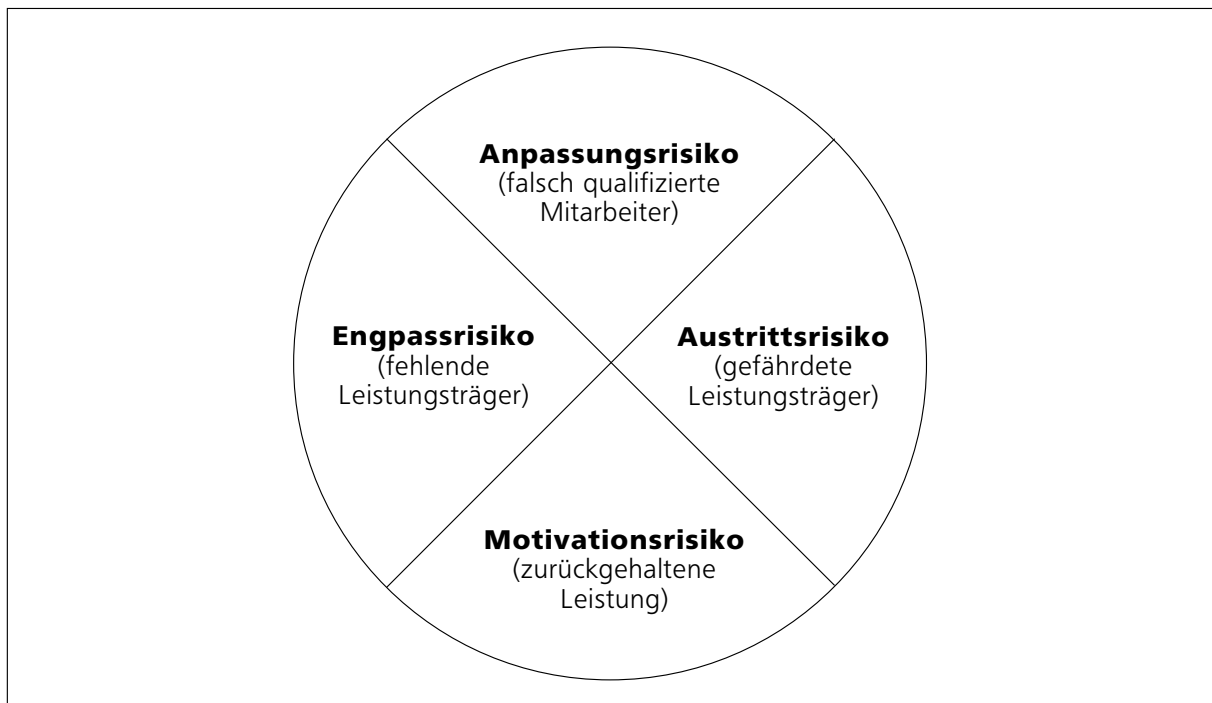 Anpassungsrisiko
(falsch qualifizierte
Mitarbeiter)
Engpassrisiko
(fehlende
Leistungsträger)
Austrittsrisiko
(gefährdete
Leistungsträger)
Motivationsrisiko
(zurückgehaltene
Leistung)